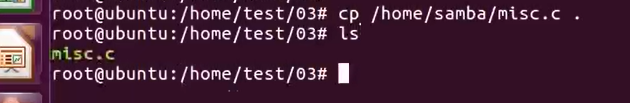 root@ubuntu:/home/test/03# cp /home/samba/misc.c .
root@ubuntu:/home/test/03# ls
misc.c
root@ubuntu:/home/test/03#